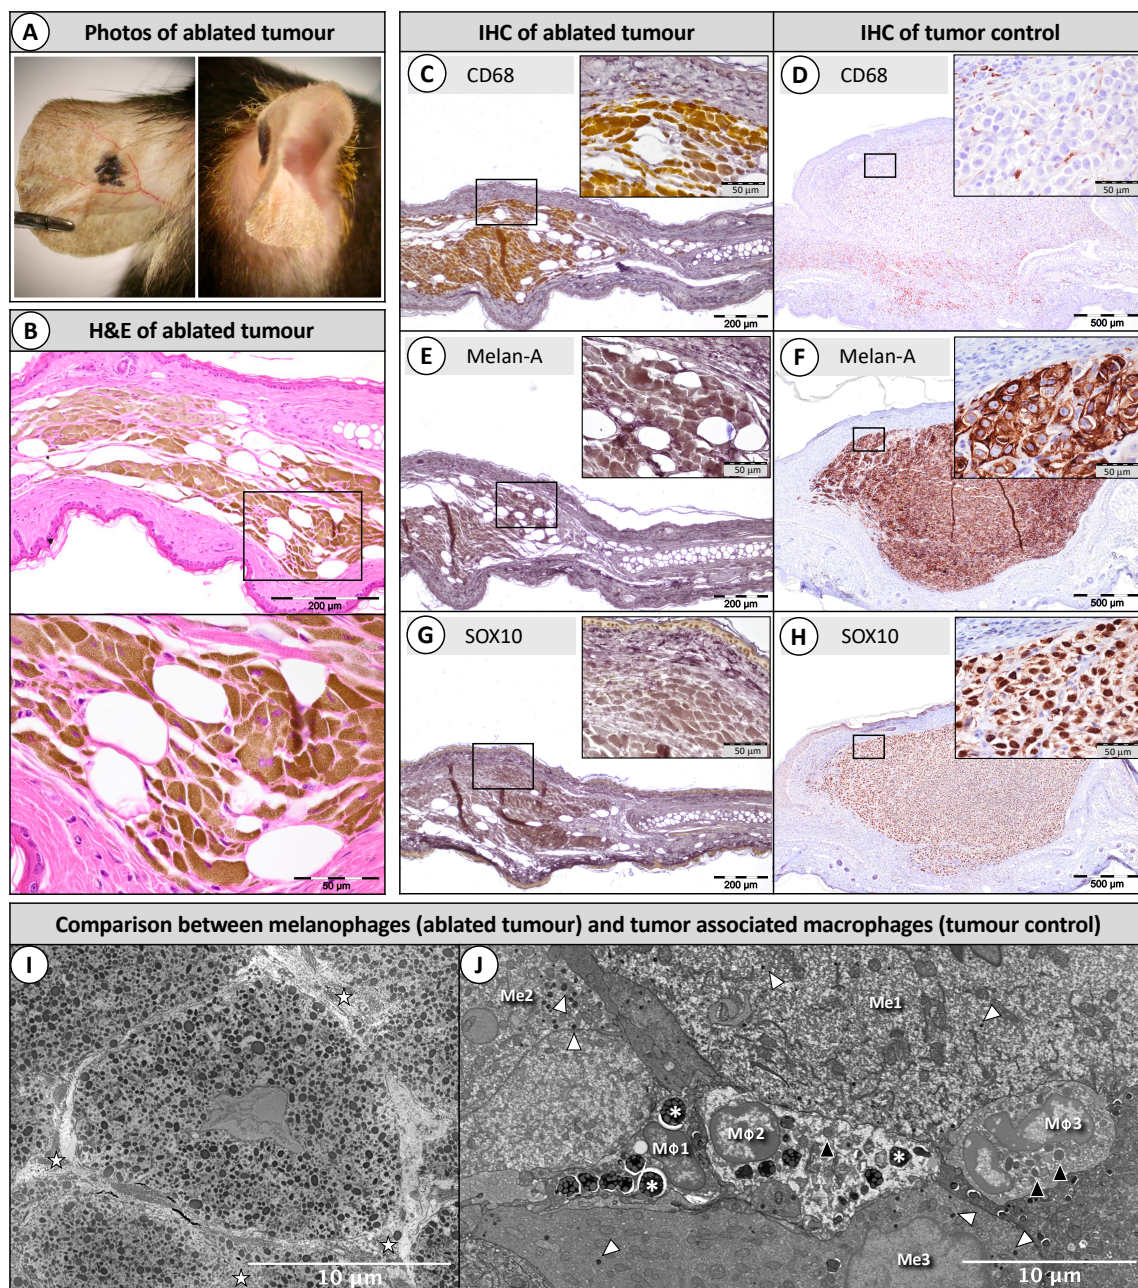 A Photos of ablated tumour
B H&E of ablated tumour
200 µm
50 µm
IHC of ablated tumour
IHC of tumor control
C CD68
50 µm
200 µm
D CD68
50 µm
500 µm
E Melan-A
50 µm
200 µm
F Melan-A
50 µm
500 µm
G SOX10
50 µm
200 µm
H SOX10
50 µm
500 µm
Comparison between melanophages (ablated tumour) and tumor associated macrophages (tumour control)
I
10 µm
J
Me2
Me1
*
MΦ1
MΦ2
*
MΦ3
*
Me3
10 µm